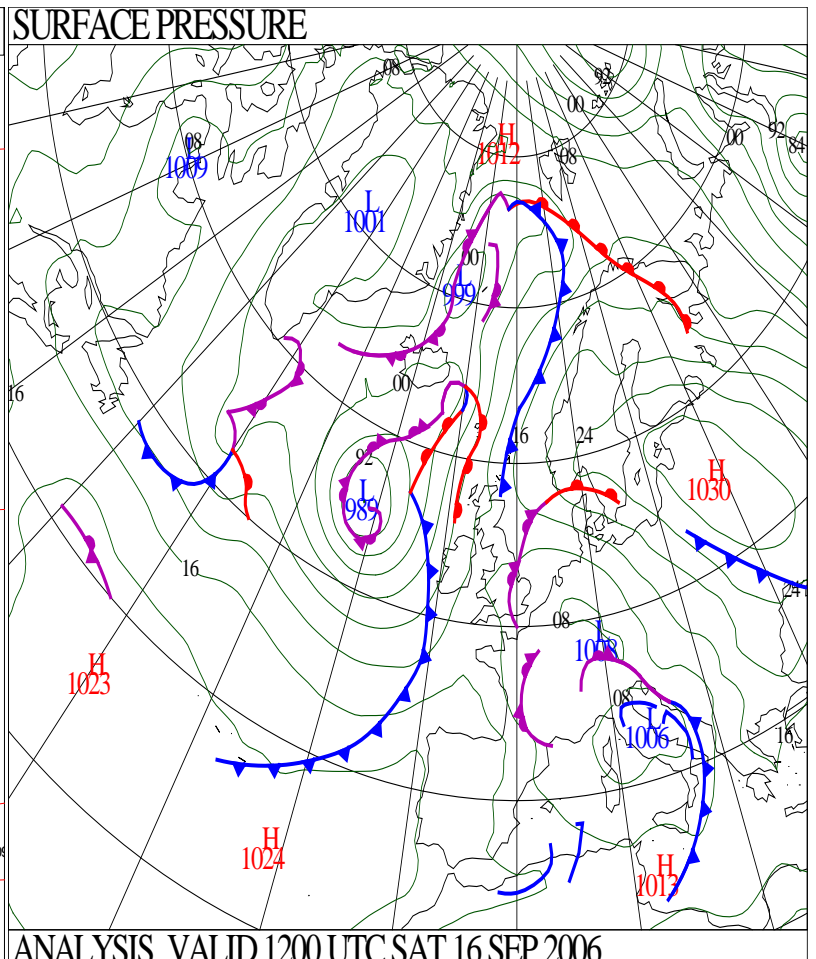 SURFACE PRESSURE
08
92
00
H
1012
00
92
84
08
L
1009
08
L
1001
00
L
999
16
00
16
24
92
L
989
H
1030
16
24
08
L
1008
H
1023
08
L
1006
16
H
1024
H
1013
ANALYSIS VALID 1200 UTC SAT 16 SEP 2006